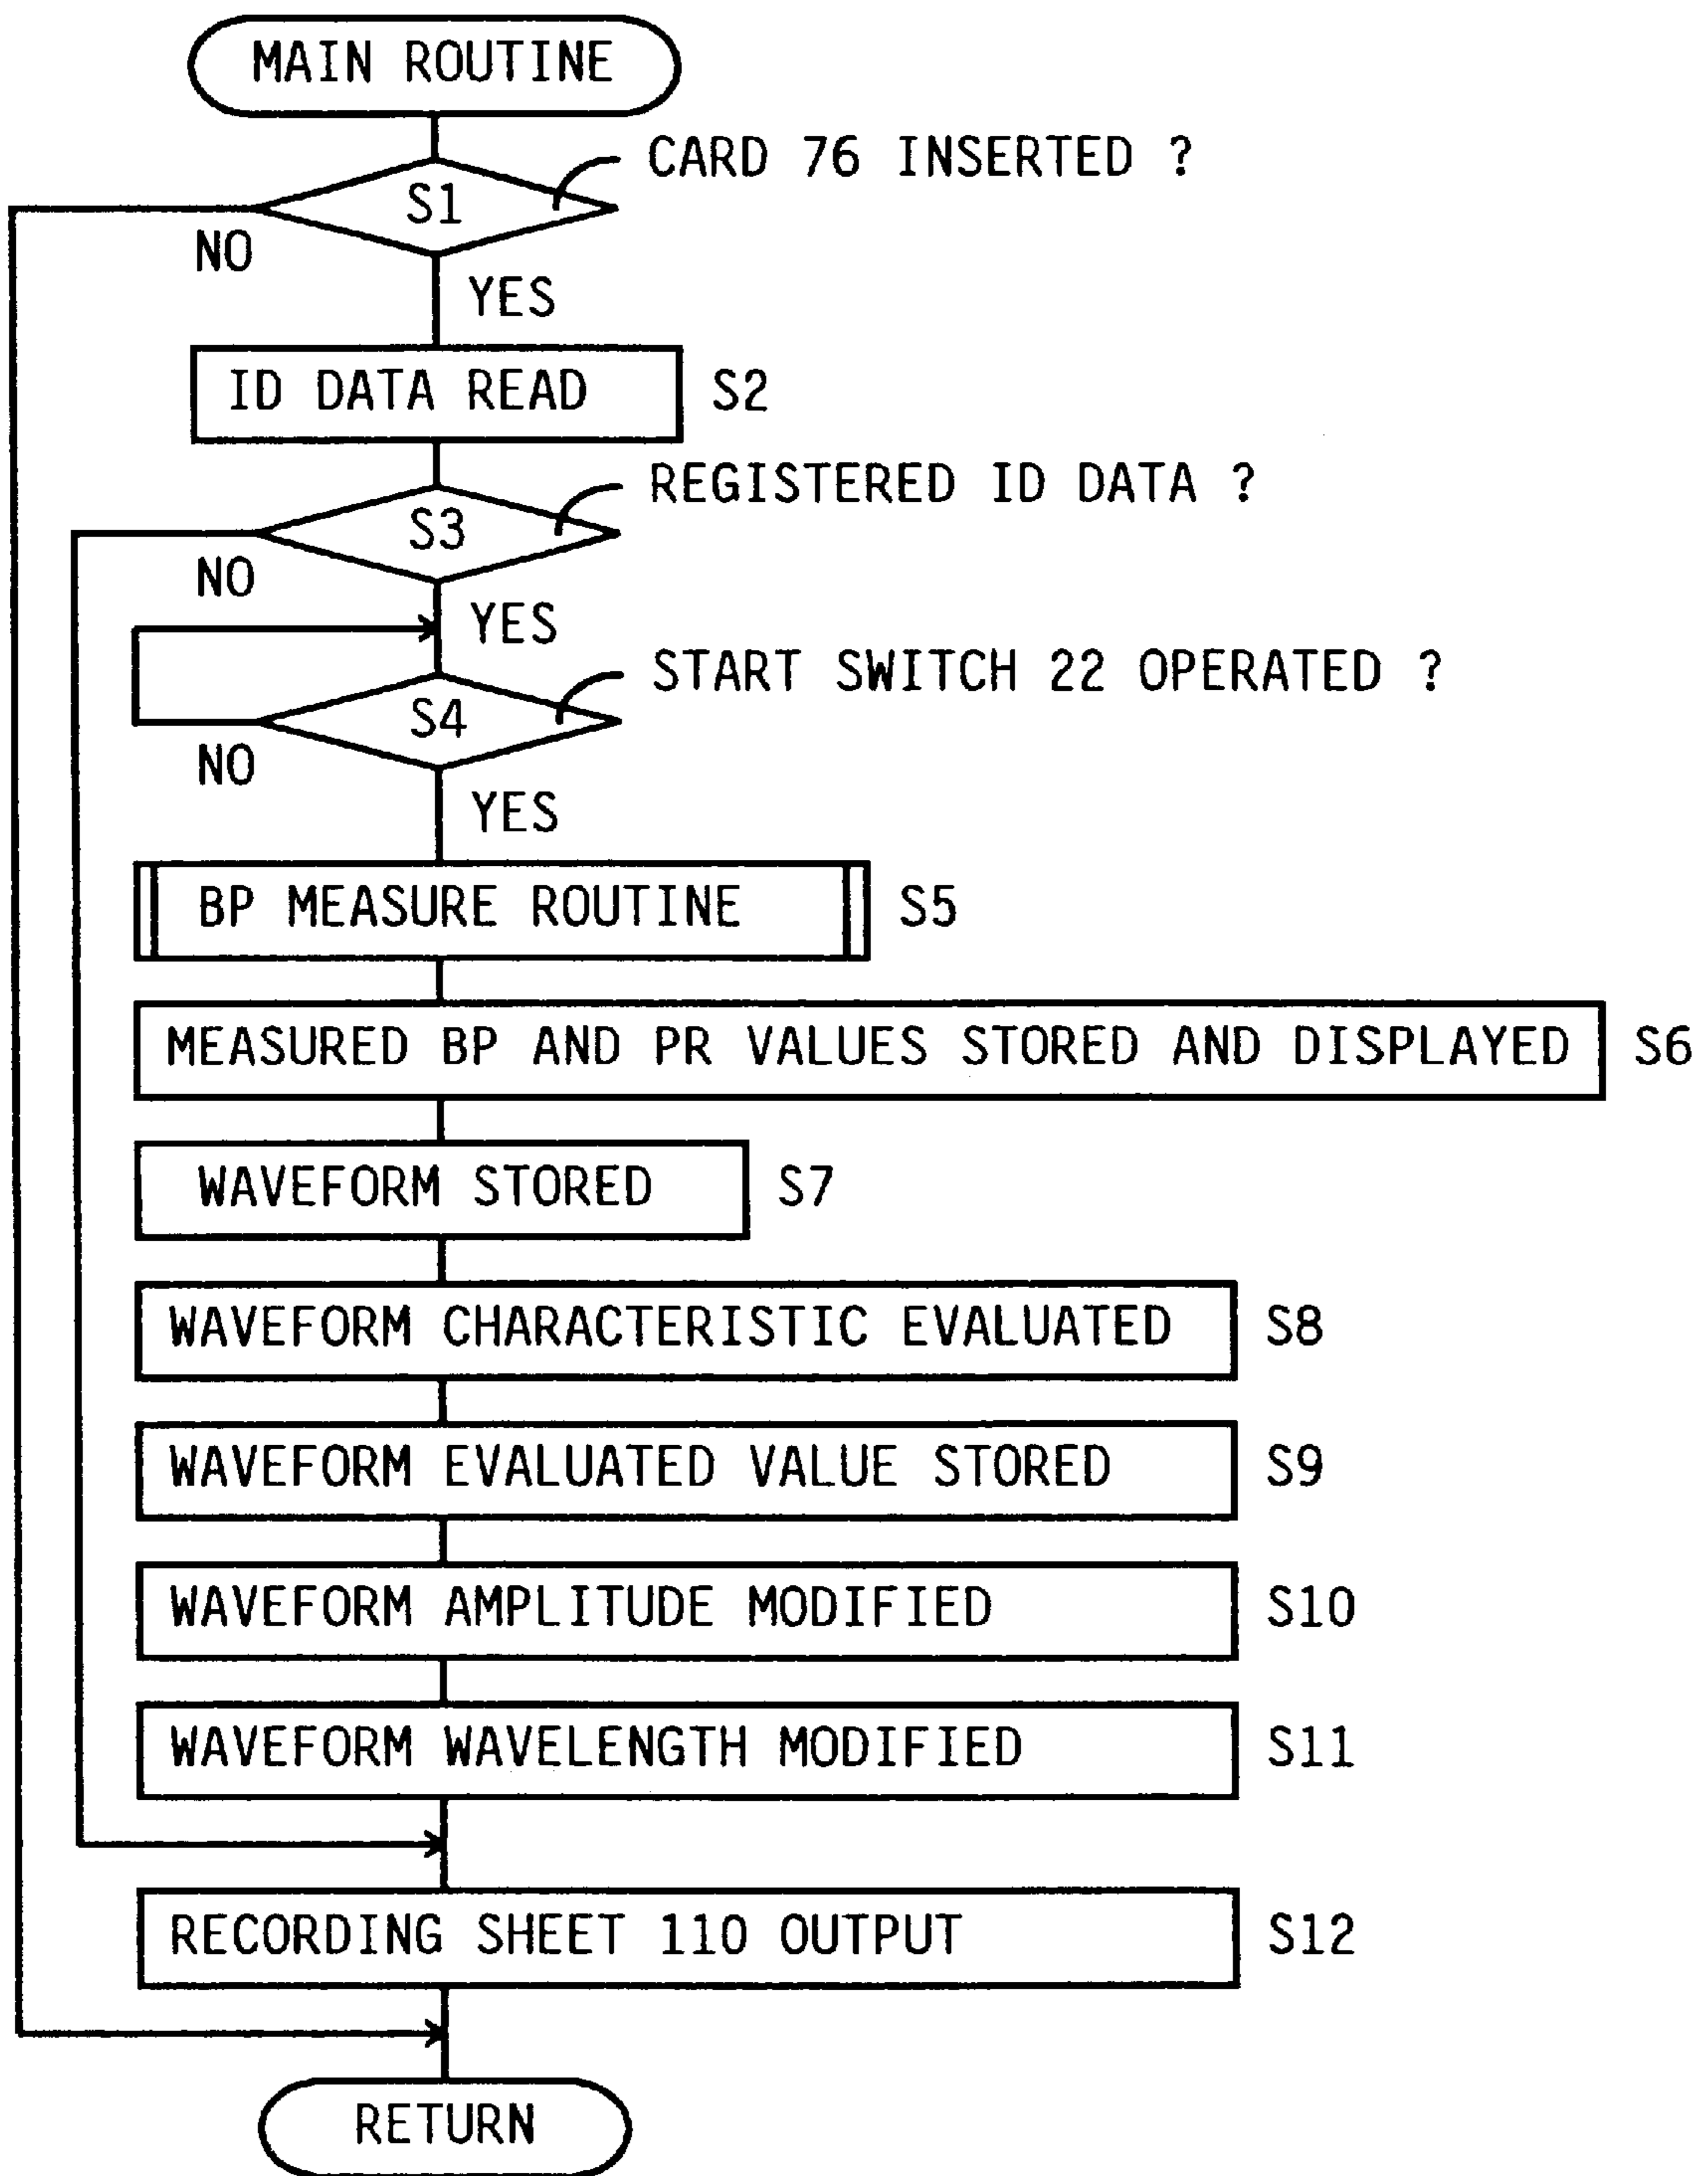 MAIN ROUTINE
CARD 76 INSERTED ?
S1
NO
YES
ID DATA READ S2
REGISTERED ID DATA ?
S3
NO
YES
START SWITCH 22 OPERATED ?
S4
NO
YES
BP MEASURE ROUTINE S5
MEASURED BP AND PR VALUES STORED AND DISPLAYED S6
WAVEFORM STORED S7
WAVEFORM CHARACTERISTIC EVALUATED S8
WAVEFORM EVALUATED VALUE STORED S9
WAVEFORM AMPLITUDE MODIFIED S10
WAVEFORM WAVELENGTH MODIFIED S11
RECORDING SHEET 110 OUTPUT S12
RETURN